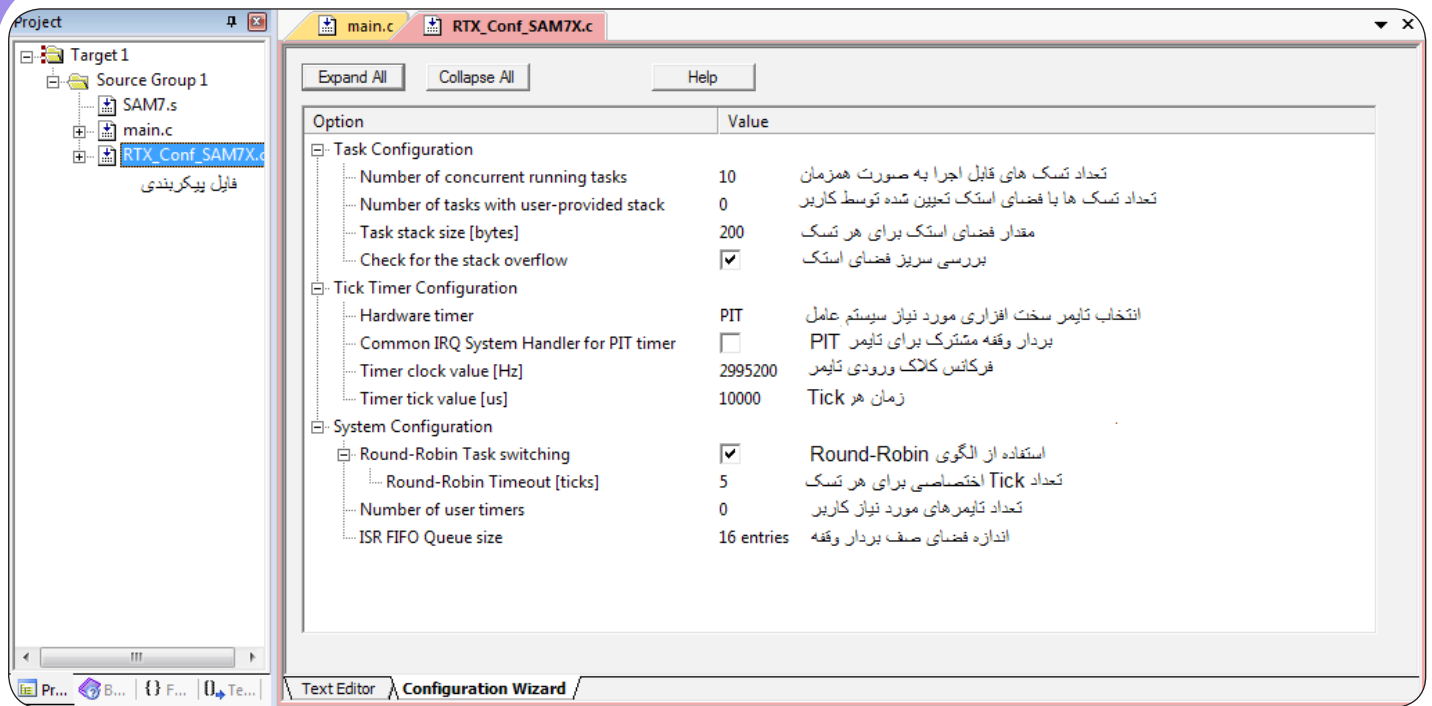 Project
Target 1
Source Group 1
SAM7.s
main.c
RTX_Conf_SAM7X.c
فایل پیکربندی
Pr... B... {} F... Te...
main.c RTX_Conf_SAM7X.c
Expand All Collapse All Help
Option Value
Task Configuration
Number of concurrent running tasks 10 تعداد تسک های قابل اجرا به صورت همزمان
Number of tasks with user-provided stack 0 تعداد تسک ها با فضای استک تعیین شده توسط کاربر
Task stack size [bytes] 200 مقدار فضای استک برای هر تسک
Check for the stack overflow بررسی سریز فضای استک
Tick Timer Configuration
Hardware timer PIT انتخاب تایمر سخت افزاری مورد نیاز سیستم عامل
Common IRQ System Handler for PIT timer بردار وقفه مشترک برای تایمر PIT
Timer clock value [Hz] 2995200 فرکانس کلاک ورودی تایمر
Timer tick value [us] 10000 زمان هر Tick
System Configuration
Round-Robin Task switching استفاده از الگوی Round-Robin
Round-Robin Timeout [ticks] 5 تعداد Tick اختصاصی برای هر تسک
Number of user timers 0 تعداد تایمرهای مورد نیاز کاربر
ISR FIFO Queue size 16 entries اندازه فضای صف بردار وقفه
Text Editor Configuration Wizard